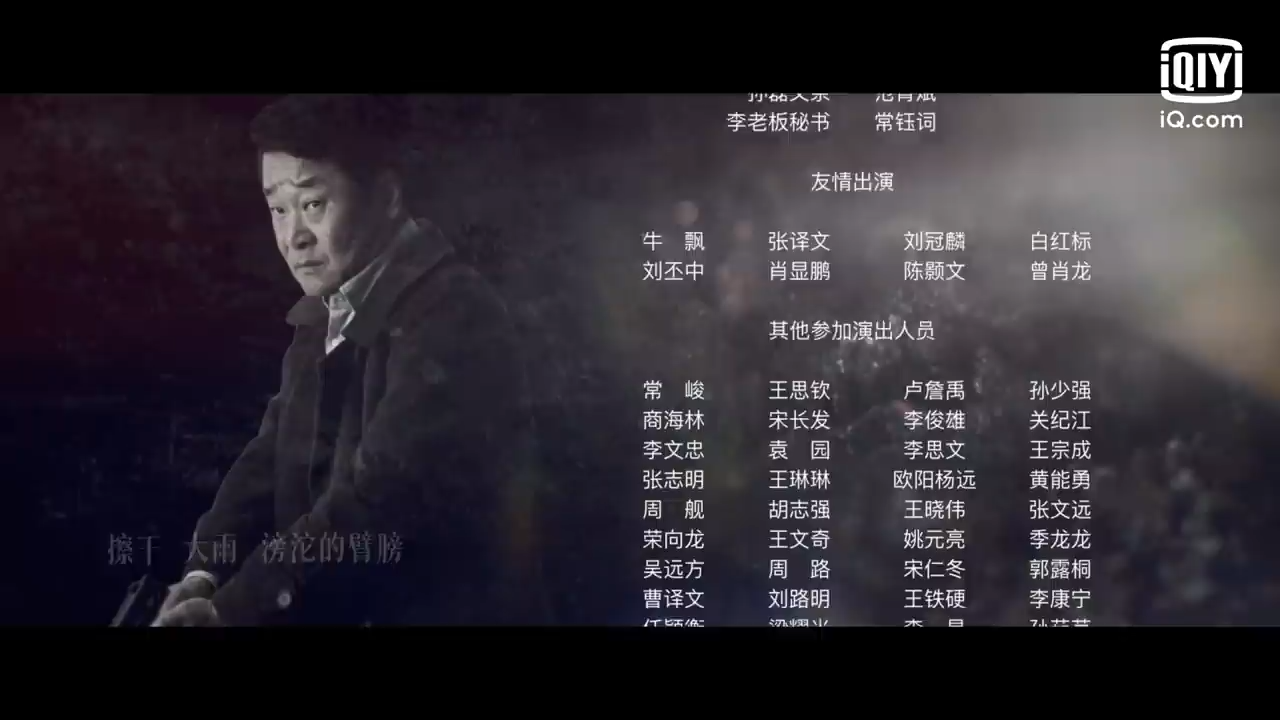 iQIYI
iQ.com
李老板秘书 常钰词
友情出演
牛 飘 张译文 刘冠麟 白红标
刘丕中 肖显鹏 陈颢文 曾肖龙
其他参加演出人员
常 峻 王思钦 卢詹禹 孙少强
商海林 宋长发 李俊雄 关纪江
李文忠 袁 园 李思文 王宗成
张志明 王琳琳 欧阳杨远 黄能勇
周 舰 胡志强 王晓伟 张文远
荣向龙 王文奇 姚元亮 季龙龙
吴远方 周 路 宋仁冬 郭露桐
曹译文 刘路明 王铁硬 李康宁
擦干 大雨 滂沱的臂膀